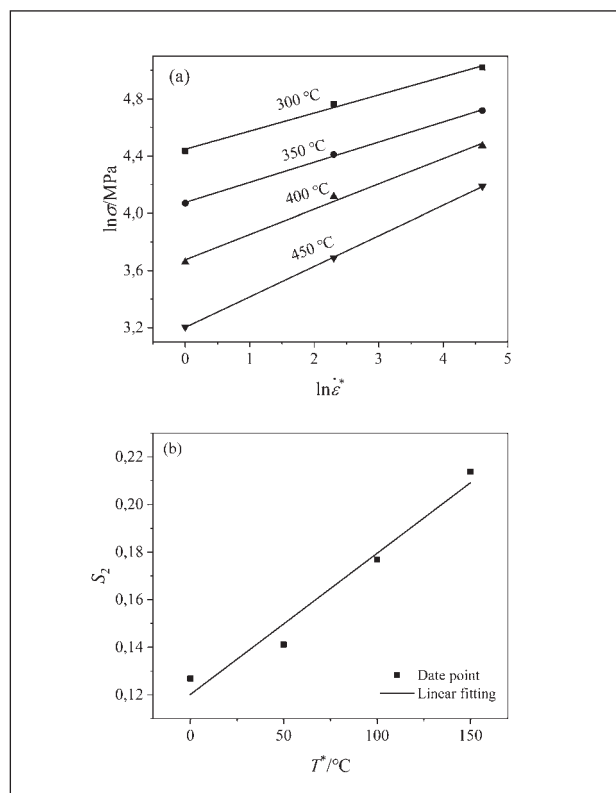 (a)
300 °C
350 °C
400 °C
450 °C
4,8
4,4
4,0
3,6
3,2
lnσ/MPa
0 1 2 3 4 5
lnε̇*
(b)
0,22
0,20
0,18
0,16
0,14
0,12
S₂
Date point
Linear fitting
0 50 100 150
T*/°C